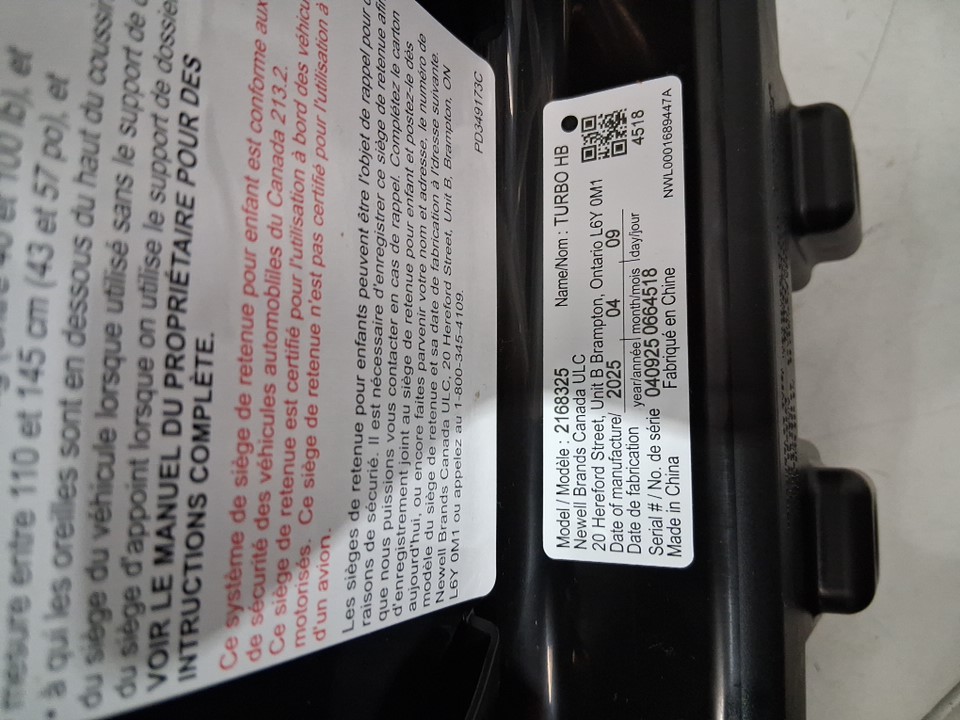 mesure entre 110 et 145 cm (43 et 57 po), et
• à qui les oreilles sont en dessous du haut du coussin
du siège du véhicule lorsque utilisé sans le support de
du siège d'appoint lorsque on utilise le support de dossier
VOIR LE MANUEL DU PROPRIÉTAIRE POUR DES
INTRUCTIONS COMPLÈTE.
Ce système de siège de retenue pour enfant est conforme aux
de sécurité des véhicules automobliles du Canada 213.2.
Ce siège de retenue est certifié pour l'utilisation à bord des véhicu
motorisés. Ce siège de retenue n'est pas certifié pour l'utilisation à
d'un avion.
Les sièges de retenue pour enfants peuvent être l'objet de rappel pour
raisons de sécurié. Il est nécessaire d'enregistrer ce siège de retenue afin
que nous puissions vous contacter en cas de rappel. Complétez le carton
d'enregistrement joint au siège de retenue pour enfant et postez-le dès
aujourd'hui, ou encore faites parvenir votre nom et adresse, le numéro de
modèle du siège de retenue et sa date de fabrication à l'dresse suivante.
Newell Brands Canada ULC, 20 Hereford Street, Unit B, Brampton, ON
L6Y 0M1 ou appelez au 1-800-345-4109.
PD349173C
Model / Modèle : 2168325 Name/Nom : TURBO HB
Newell Brands Canada ULC
20 Hereford Street, Unit B Brampton, Ontario L6Y 0M1
Date of manufacture/ 2025 04 09 4518
Date de fabrication year/année month/mois day/jour
Serial # / No. de série 040925 0664518
Made in China Fabriqué en Chine
NWL0001689447A